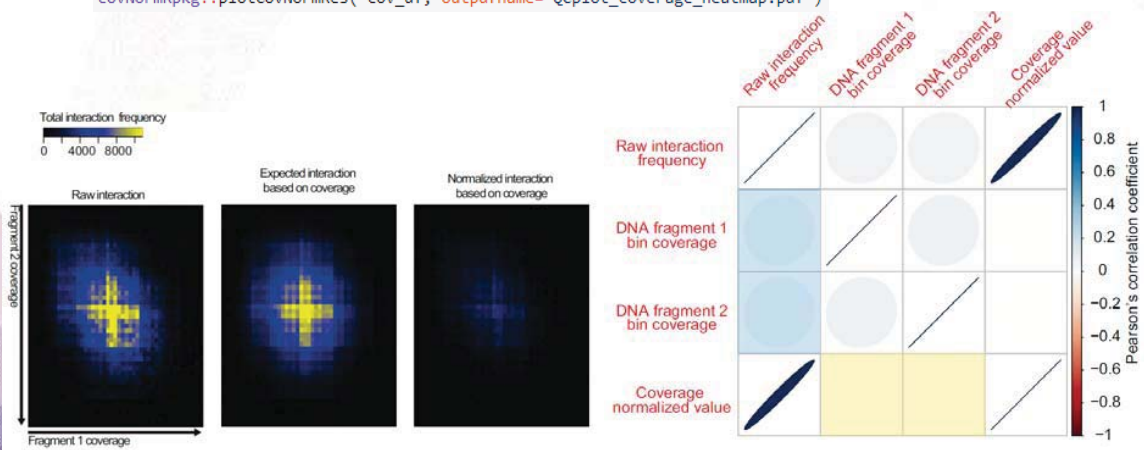 covNormRpkg::plotCovNormRes( cov_df, outpdfname= Qcplot_coverage_heatmap.pdf )
Total interaction frequency
0 4000 8000
Raw interaction
Expected interaction
based on coverage
Normalized interaction
based on coverage
Fragment 2 coverage
Fragment 1 coverage
Raw interaction
frequency
DNA fragment 1
bin coverage
DNA fragment 2
bin coverage
Coverage
normalized value
Raw interaction
frequency
DNA fragment 1
bin coverage
DNA fragment 2
bin coverage
Coverage
normalized value
1
0.8
0.6
0.4
0.2
0
−0.2
−0.4
−0.6
−0.8
−1
Pearson's correlation coefficient